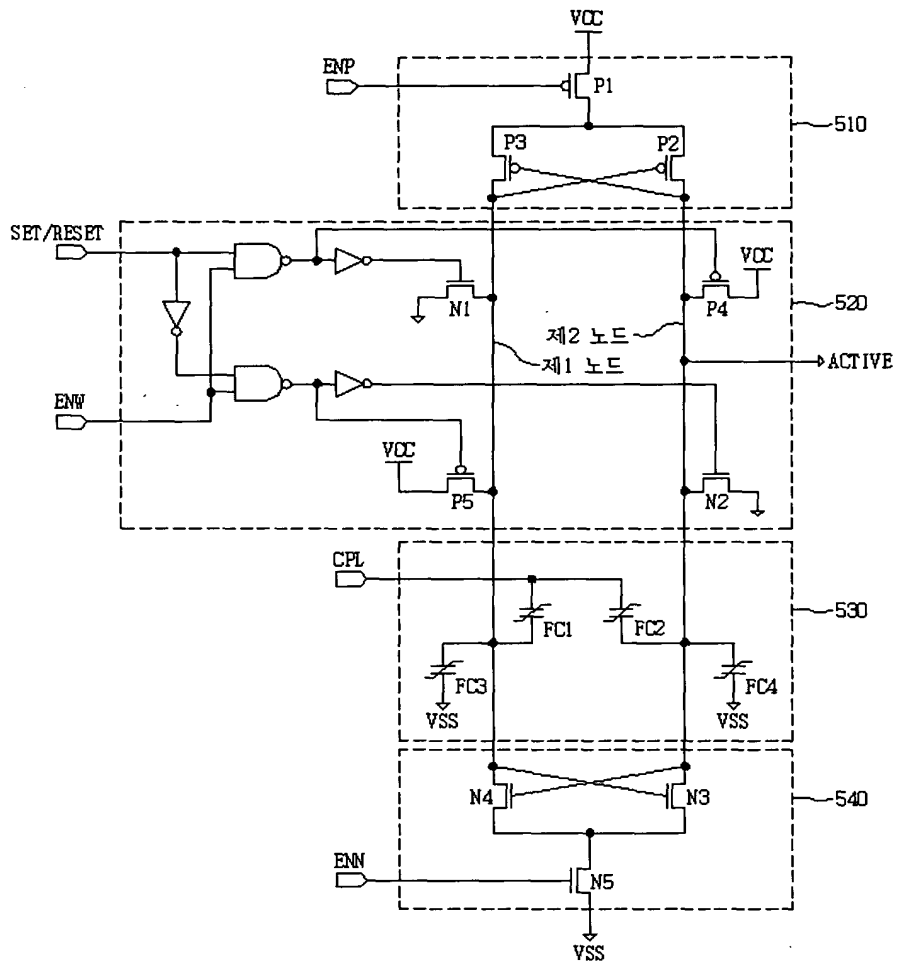 VCC
ENP
P1
510
P3
P2
SET/RESET
VCC
N1
P4
520
제2 노드
제1 노드
ACTIVE
ENW
VCC
P5
N2
CPL
530
FC1
FC2
FC3
FC4
VSS
VSS
N4
N3
540
ENN
N5
VSS